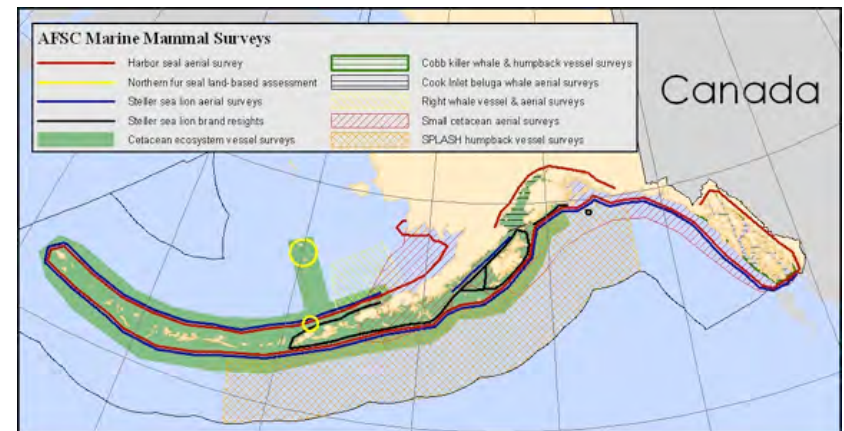 AFSC Marine Mammal Surveys
Harbor seal aerial survey
Northern fur seal land-based assessment
Steller sea lion aerial surveys
Steller sea lion brand resights
Cetacean ecosystem vessel surveys
Cobb killer whale & humpback vessel surveys
Cook Inlet beluga whale aerial surveys
Right whale vessel & aerial surveys
Small cetacean aerial surveys
SPLASH humpback vessel surveys
Canada